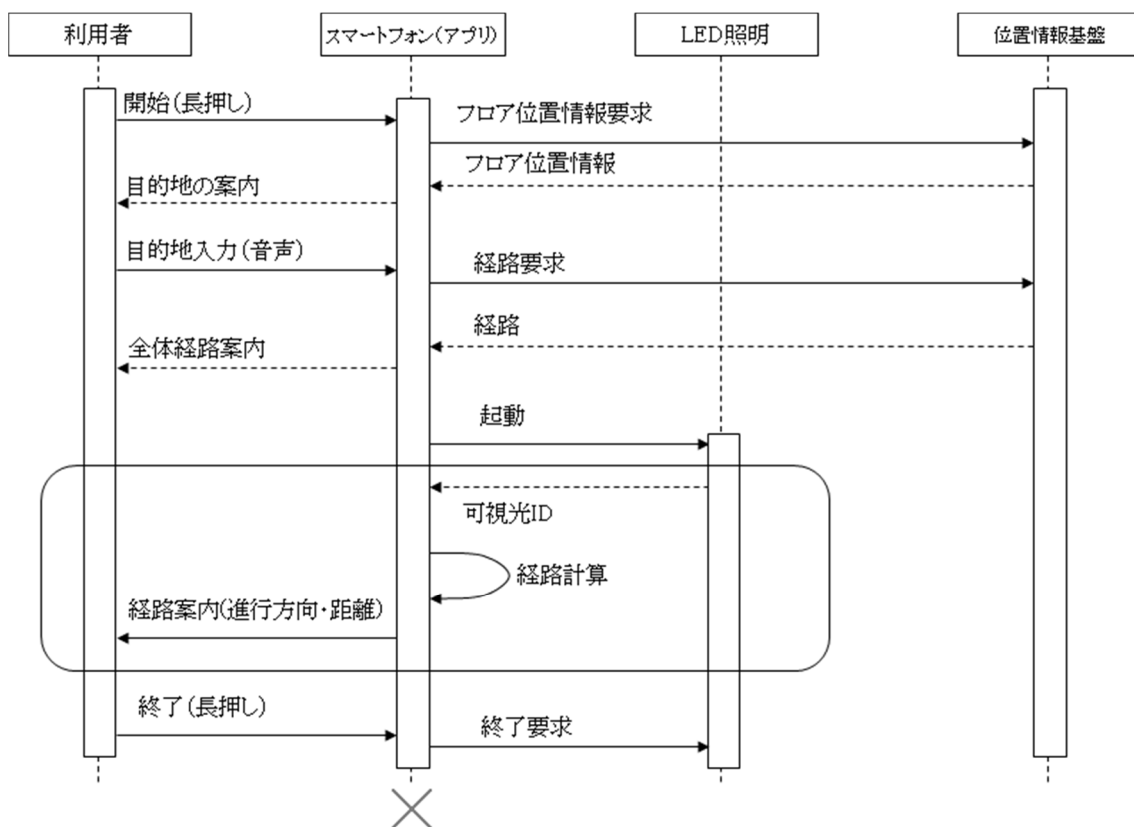 利用者
スマートフォン(アプリ)
LED照明
位置情報基盤
開始(長押し)
フロア位置情報要求
フロア位置情報
目的地の案内
目的地入力(音声)
経路要求
経路
全体経路案内
起動
可視光ID
経路計算
経路案内(進行方向・距離)
終了(長押し)
終了要求